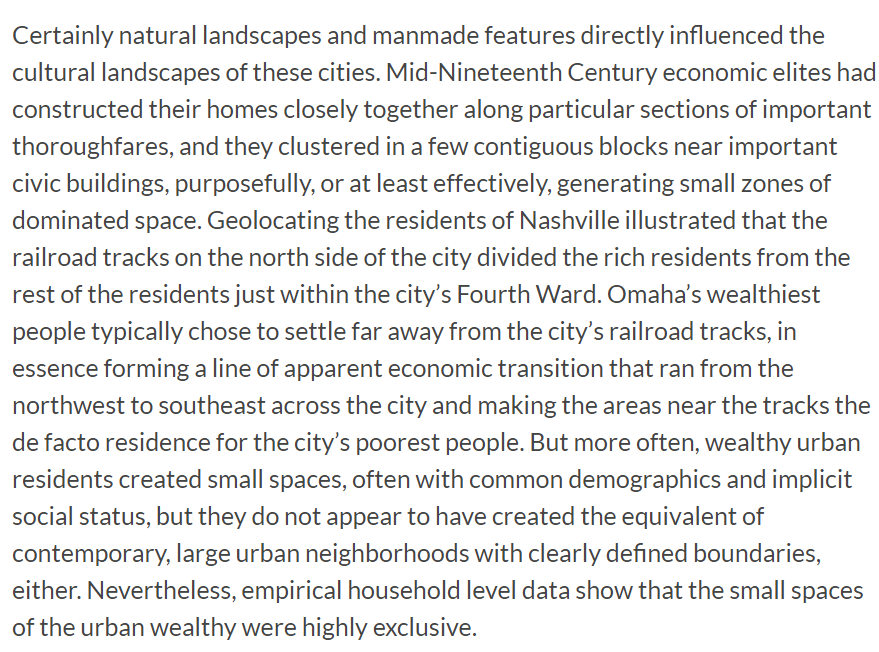 Certainly natural landscapes and manmade features directly influenced the
cultural landscapes of these cities. Mid-Nineteenth Century economic elites had
constructed their homes closely together along particular sections of important
thoroughfares, and they clustered in a few contiguous blocks near important
civic buildings, purposefully, or at least effectively, generating small zones of
dominated space. Geolocating the residents of Nashville illustrated that the
railroad tracks on the north side of the city divided the rich residents from the
rest of the residents just within the city’s Fourth Ward. Omaha’s wealthiest
people typically chose to settle far away from the city’s railroad tracks, in
essence forming a line of apparent economic transition that ran from the
northwest to southeast across the city and making the areas near the tracks the
de facto residence for the city’s poorest people. But more often, wealthy urban
residents created small spaces, often with common demographics and implicit
social status, but they do not appear to have created the equivalent of
contemporary, large urban neighborhoods with clearly defined boundaries,
either. Nevertheless, empirical household level data show that the small spaces
of the urban wealthy were highly exclusive.